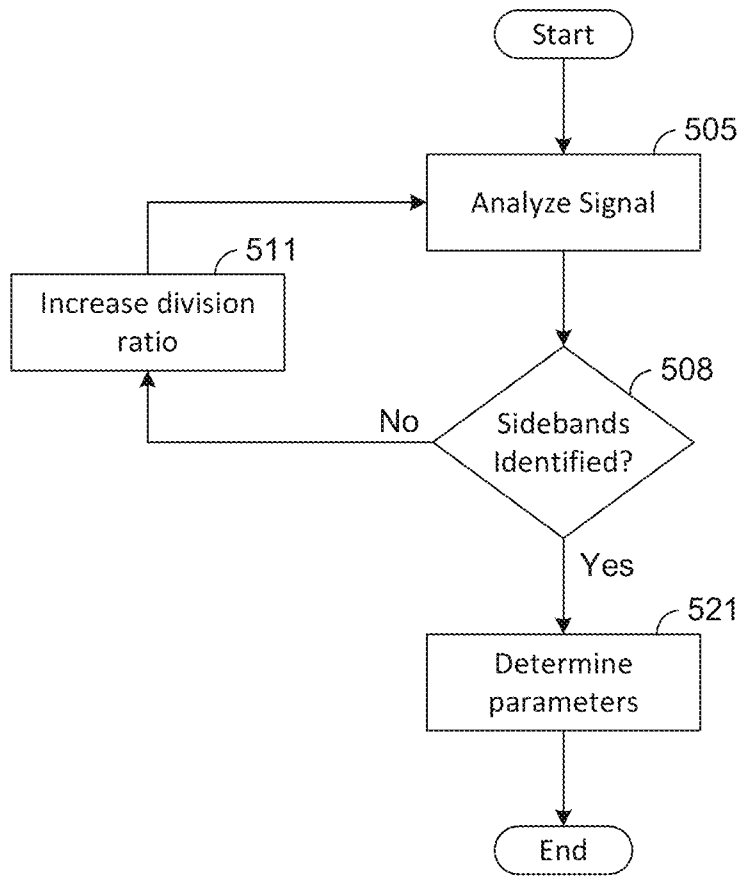 Start
505
Analyze Signal
511
Increase division
ratio
508
No
Sidebands
Identified?
Yes
521
Determine
parameters
End